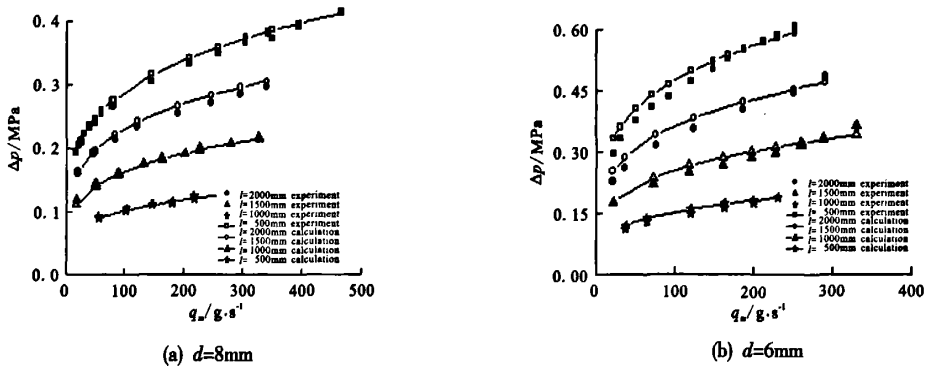 0.4
0.3
0.2
0.1
0.0
Δp/MPa
0 100 200 300 400 500
qₘ/g·s⁻¹
l=2000mm experiment
l=1500mm experiment
l=1000mm experiment
l= 500mm experiment
l=2000mm calculation
l=1500mm calculation
l=1000mm calculation
l= 500mm calculation
(a) d=8mm
0.60
0.45
0.30
0.15
0.00
Δp/MPa
0 100 200 300 400
qₘ/g·s⁻¹
l=2000mm experiment
l=1500mm experiment
l=1000mm experiment
l= 500mm experiment
l=2000mm calculation
l=1500mm calculation
l=1000mm calculation
l= 500mm calculation
(b) d=6mm